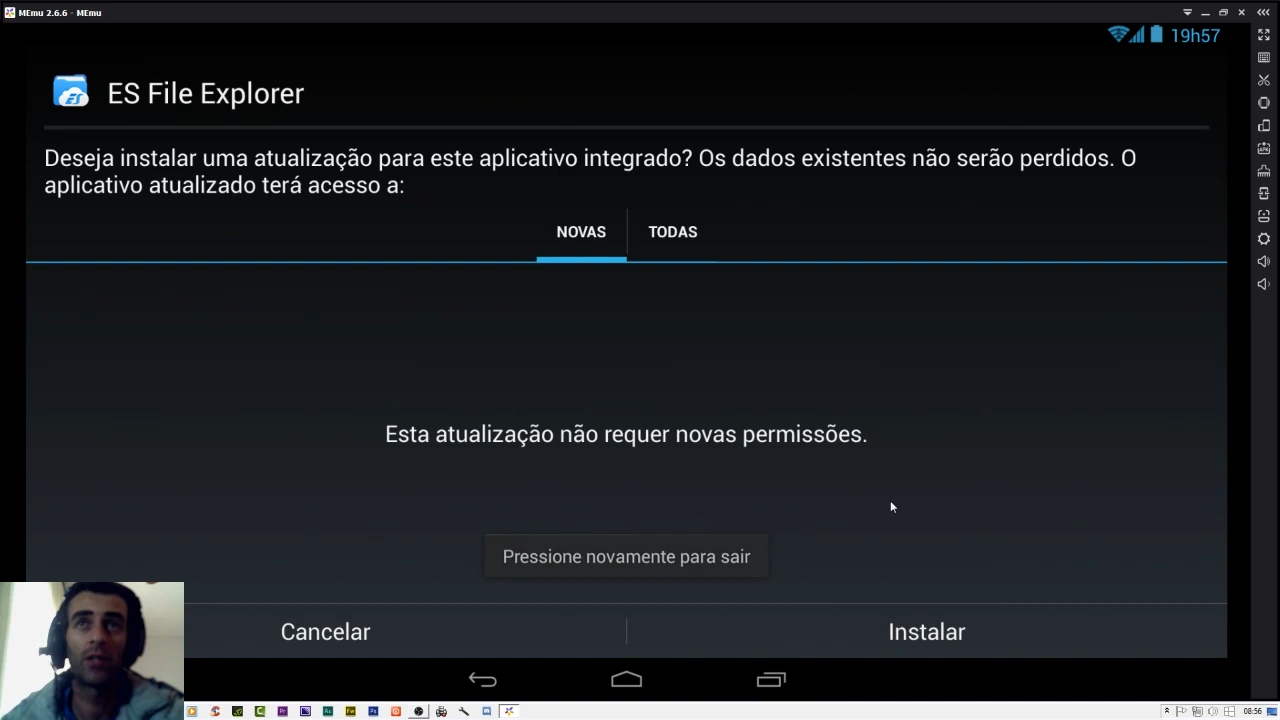 MEmu 2.6.6 - MEmu
19h57
ES File Explorer
Deseja instalar uma atualização para este aplicativo integrado? Os dados existentes não serão perdidos. O
aplicativo atualizado terá acesso a:
NOVAS
TODAS
Esta atualização não requer novas permissões.
Pressione novamente para sair
Cancelar
Instalar
08:56